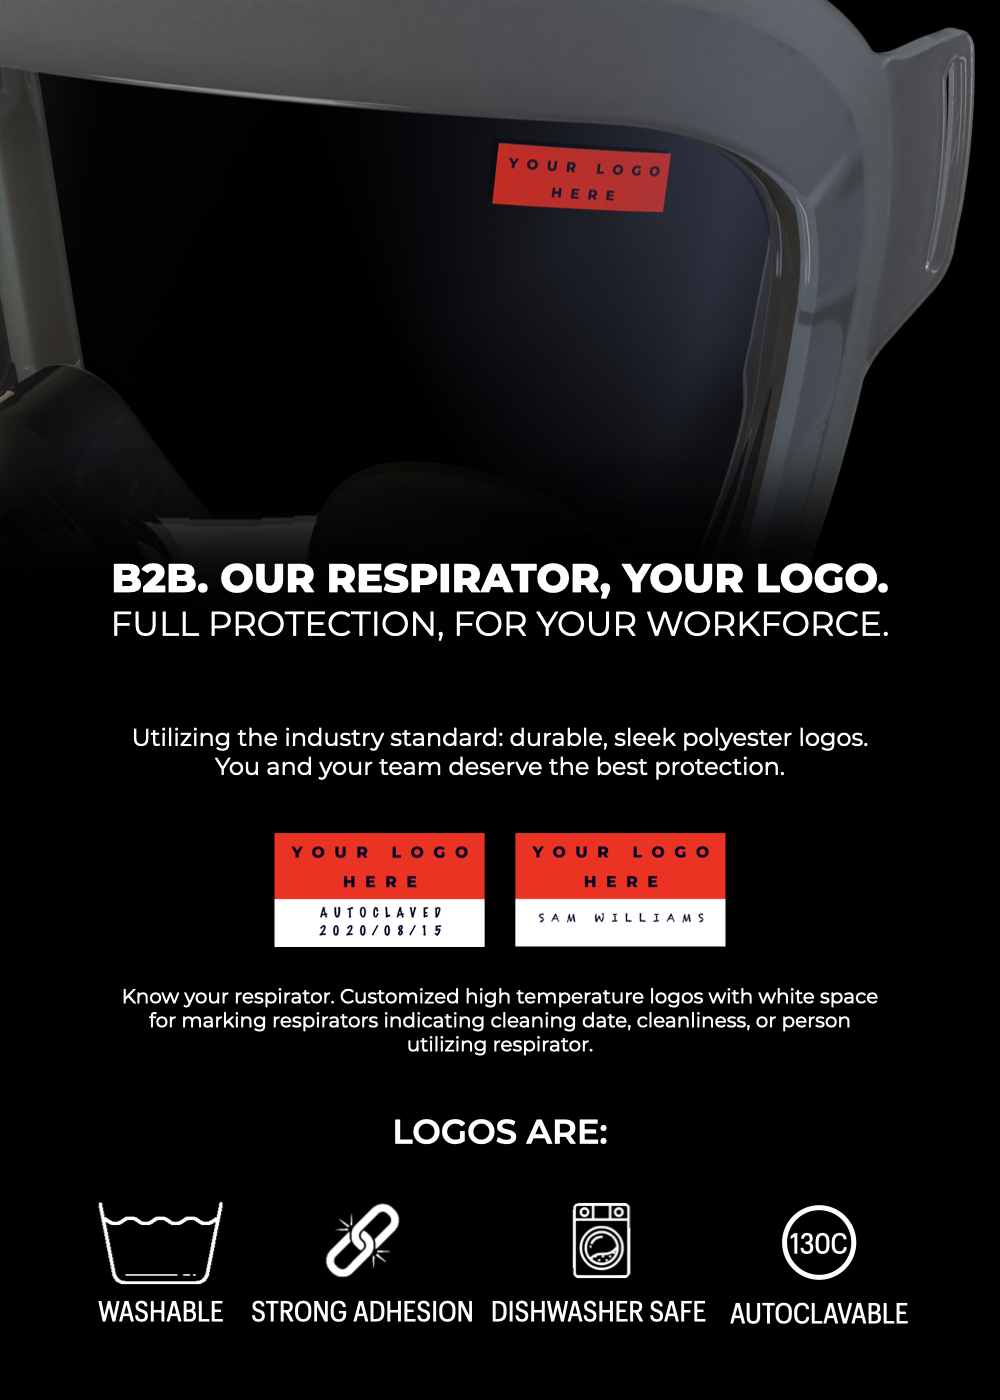 YOUR LOGO
HERE
B2B. OUR RESPIRATOR, YOUR LOGO.
FULL PROTECTION, FOR YOUR WORKFORCE.
Utilizing the industry standard: durable, sleek polyester logos.
You and your team deserve the best protection.
YOUR LOGO
HERE
AUTOCLAVED
2020/08/15
YOUR LOGO
HERE
SAM WILLIAMS
Know your respirator. Customized high temperature logos with white space
for marking respirators indicating cleaning date, cleanliness, or person
utilizing respirator.
LOGOS ARE:
130C
WASHABLE
STRONG ADHESION
DISHWASHER SAFE
AUTOCLAVABLE